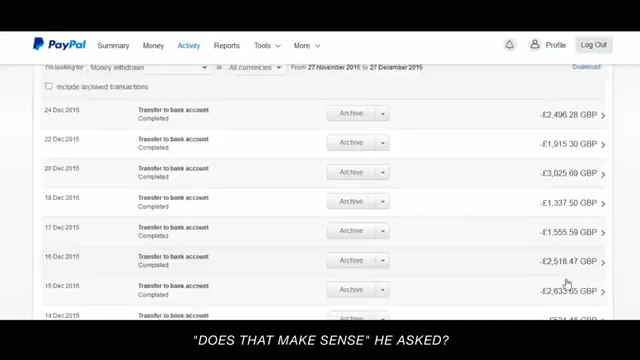 PayPal Summary Money Activity Reports Tools More Profile Log Out
I'm looking for Money withdrawn in All currencies From 27 November 2015 to 27 December 2015 Download
Include archived transactions
24 Dec 2015 Transfer to bank account Archive -£2,496.28 GBP
Completed
22 Dec 2015 Transfer to bank account Archive -£1,915.30 GBP
Completed
20 Dec 2015 Transfer to bank account Archive -£3,025.69 GBP
Completed
18 Dec 2015 Transfer to bank account Archive -£1,337.50 GBP
Completed
17 Dec 2015 Transfer to bank account Archive -£1,555.59 GBP
Completed
16 Dec 2015 Transfer to bank account Archive -£2,518.47 GBP
Completed
15 Dec 2015 Transfer to bank account Archive -£2,633.65 GBP
Completed
14 Dec 2015 Transfer to bank account Archive
"DOES THAT MAKE SENSE" HE ASKED?